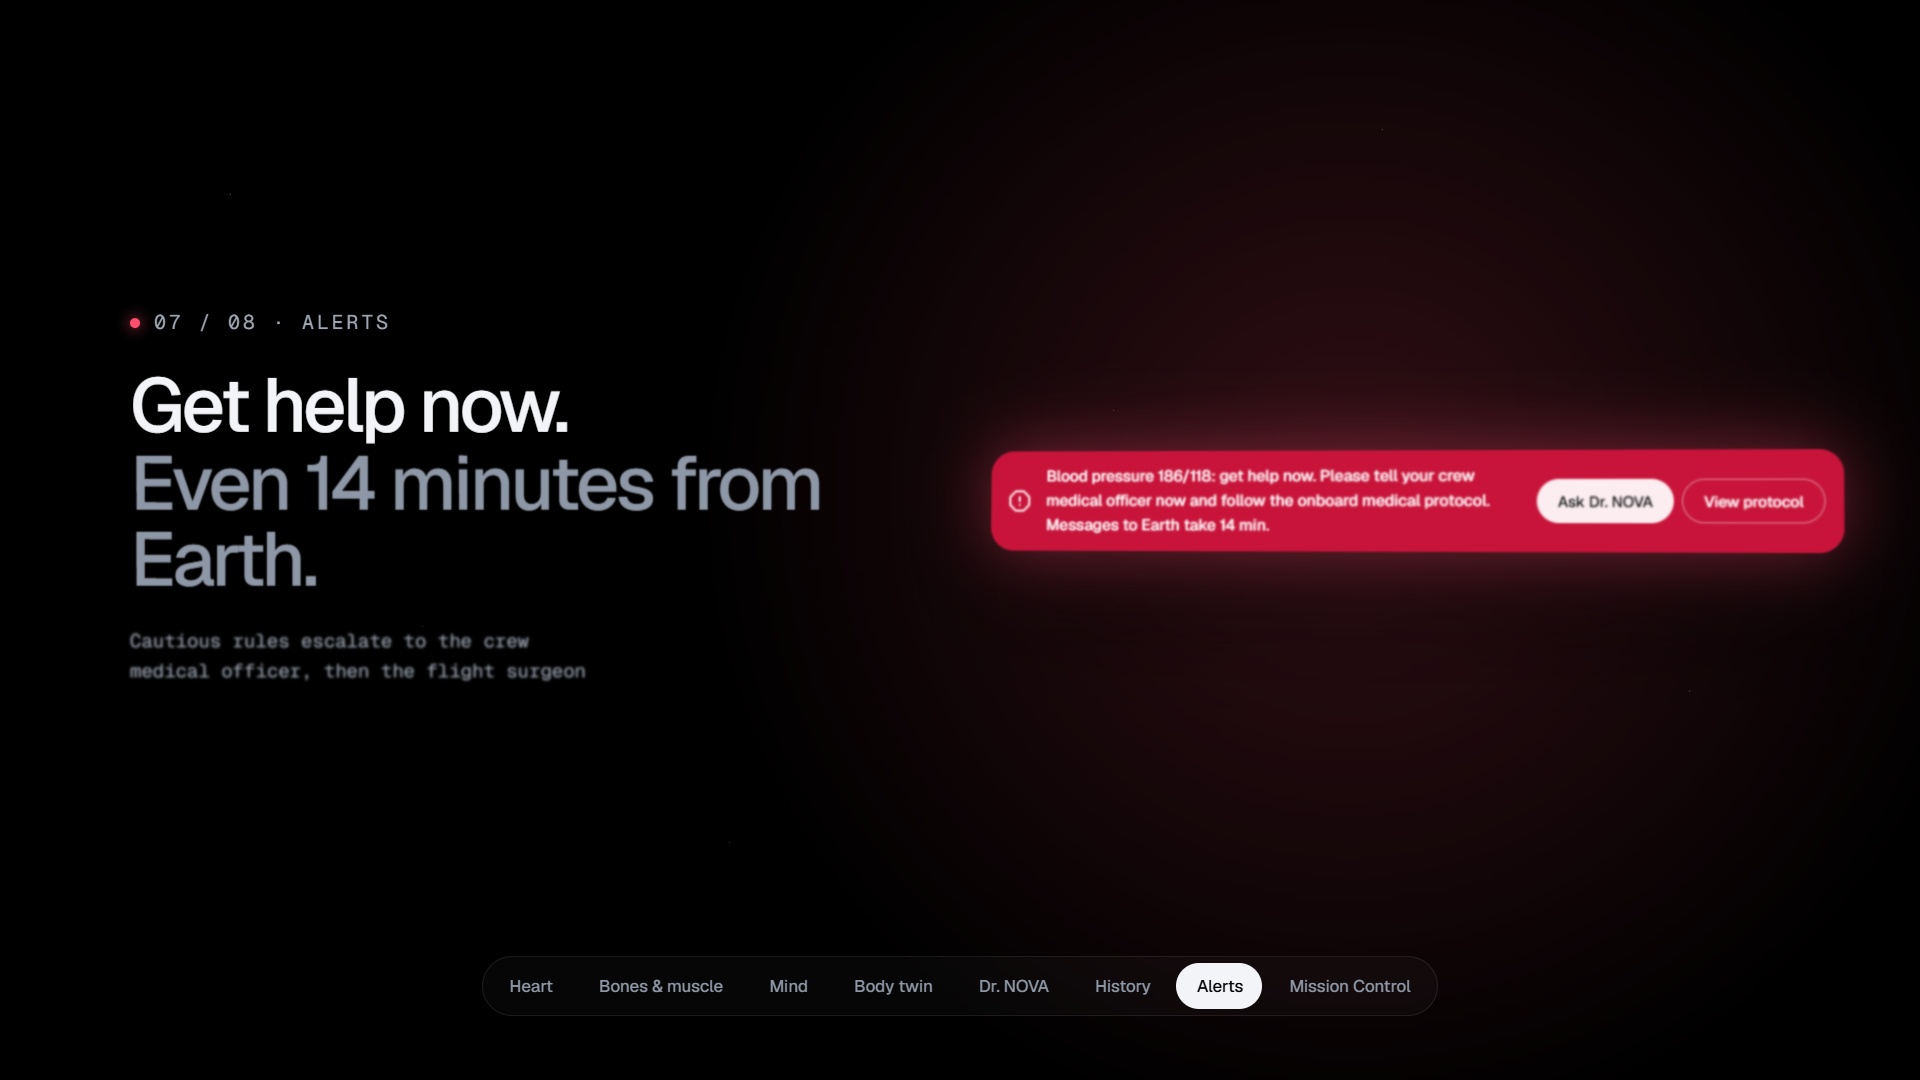 07 / 08 · ALERTS
Get help now.
Even 14 minutes from
Earth.
Cautious rules escalate to the crew
medical officer, then the flight surgeon
Blood pressure 186/118: get help now. Please tell your crew
medical officer now and follow the onboard medical protocol.
Messages to Earth take 14 min.
Ask Dr. NOVA
View protocol
Heart
Bones & muscle
Mind
Body twin
Dr. NOVA
History
Alerts
Mission Control